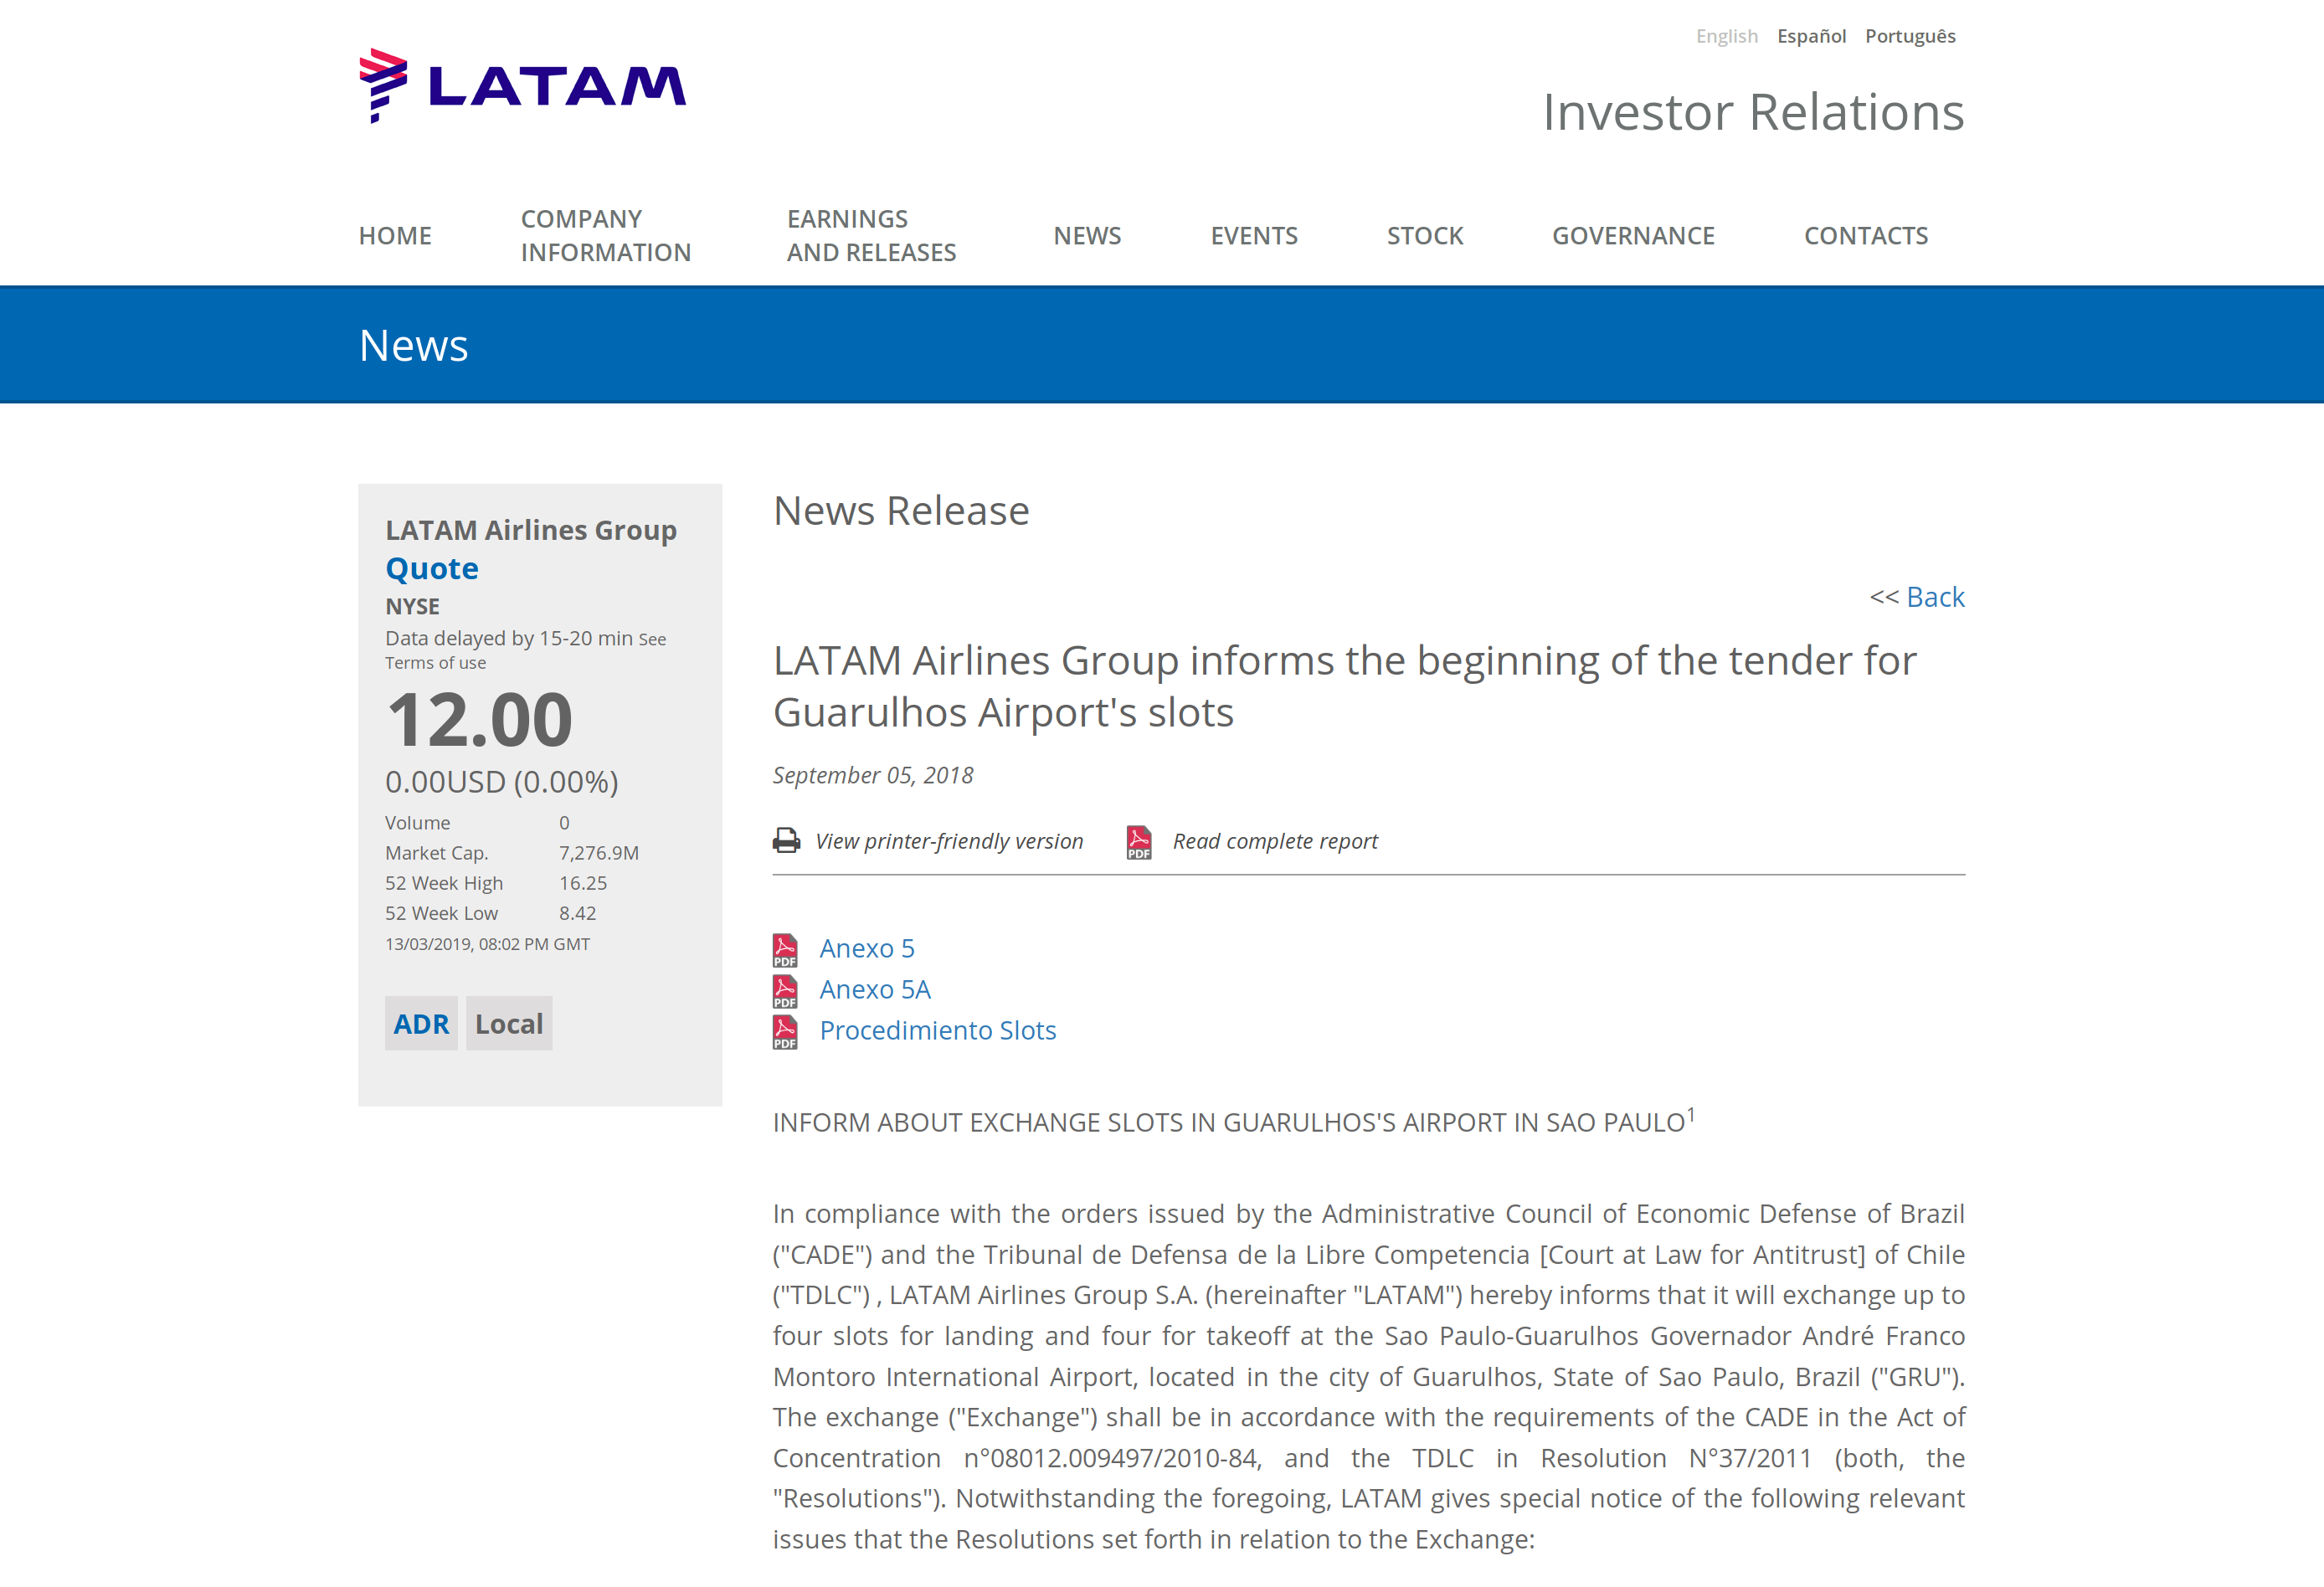 English Español Português
LATAM
Investor Relations
HOME
COMPANY
INFORMATION
EARNINGS
AND RELEASES
NEWS
EVENTS
STOCK
GOVERNANCE
CONTACTS
News
LATAM Airlines Group
Quote
NYSE
Data delayed by 15-20 min See
Terms of use
12.00
0.00USD (0.00%)
Volume 0
Market Cap. 7,276.9M
52 Week High 16.25
52 Week Low 8.42
13/03/2019, 08:02 PM GMT
ADR Local
News Release
<< Back
LATAM Airlines Group informs the beginning of the tender for
Guarulhos Airport's slots
September 05, 2018
View printer-friendly version
PDF Read complete report
PDF Anexo 5
PDF Anexo 5A
PDF Procedimiento Slots
INFORM ABOUT EXCHANGE SLOTS IN GUARULHOS'S AIRPORT IN SAO PAULO¹
In compliance with the orders issued by the Administrative Council of Economic Defense of Brazil
("CADE") and the Tribunal de Defensa de la Libre Competencia [Court at Law for Antitrust] of Chile
("TDLC") , LATAM Airlines Group S.A. (hereinafter "LATAM") hereby informs that it will exchange up to
four slots for landing and four for takeoff at the Sao Paulo-Guarulhos Governador André Franco
Montoro International Airport, located in the city of Guarulhos, State of Sao Paulo, Brazil ("GRU").
The exchange ("Exchange") shall be in accordance with the requirements of the CADE in the Act of
Concentration n°08012.009497/2010-84, and the TDLC in Resolution N°37/2011 (both, the
"Resolutions"). Notwithstanding the foregoing, LATAM gives special notice of the following relevant
issues that the Resolutions set forth in relation to the Exchange: